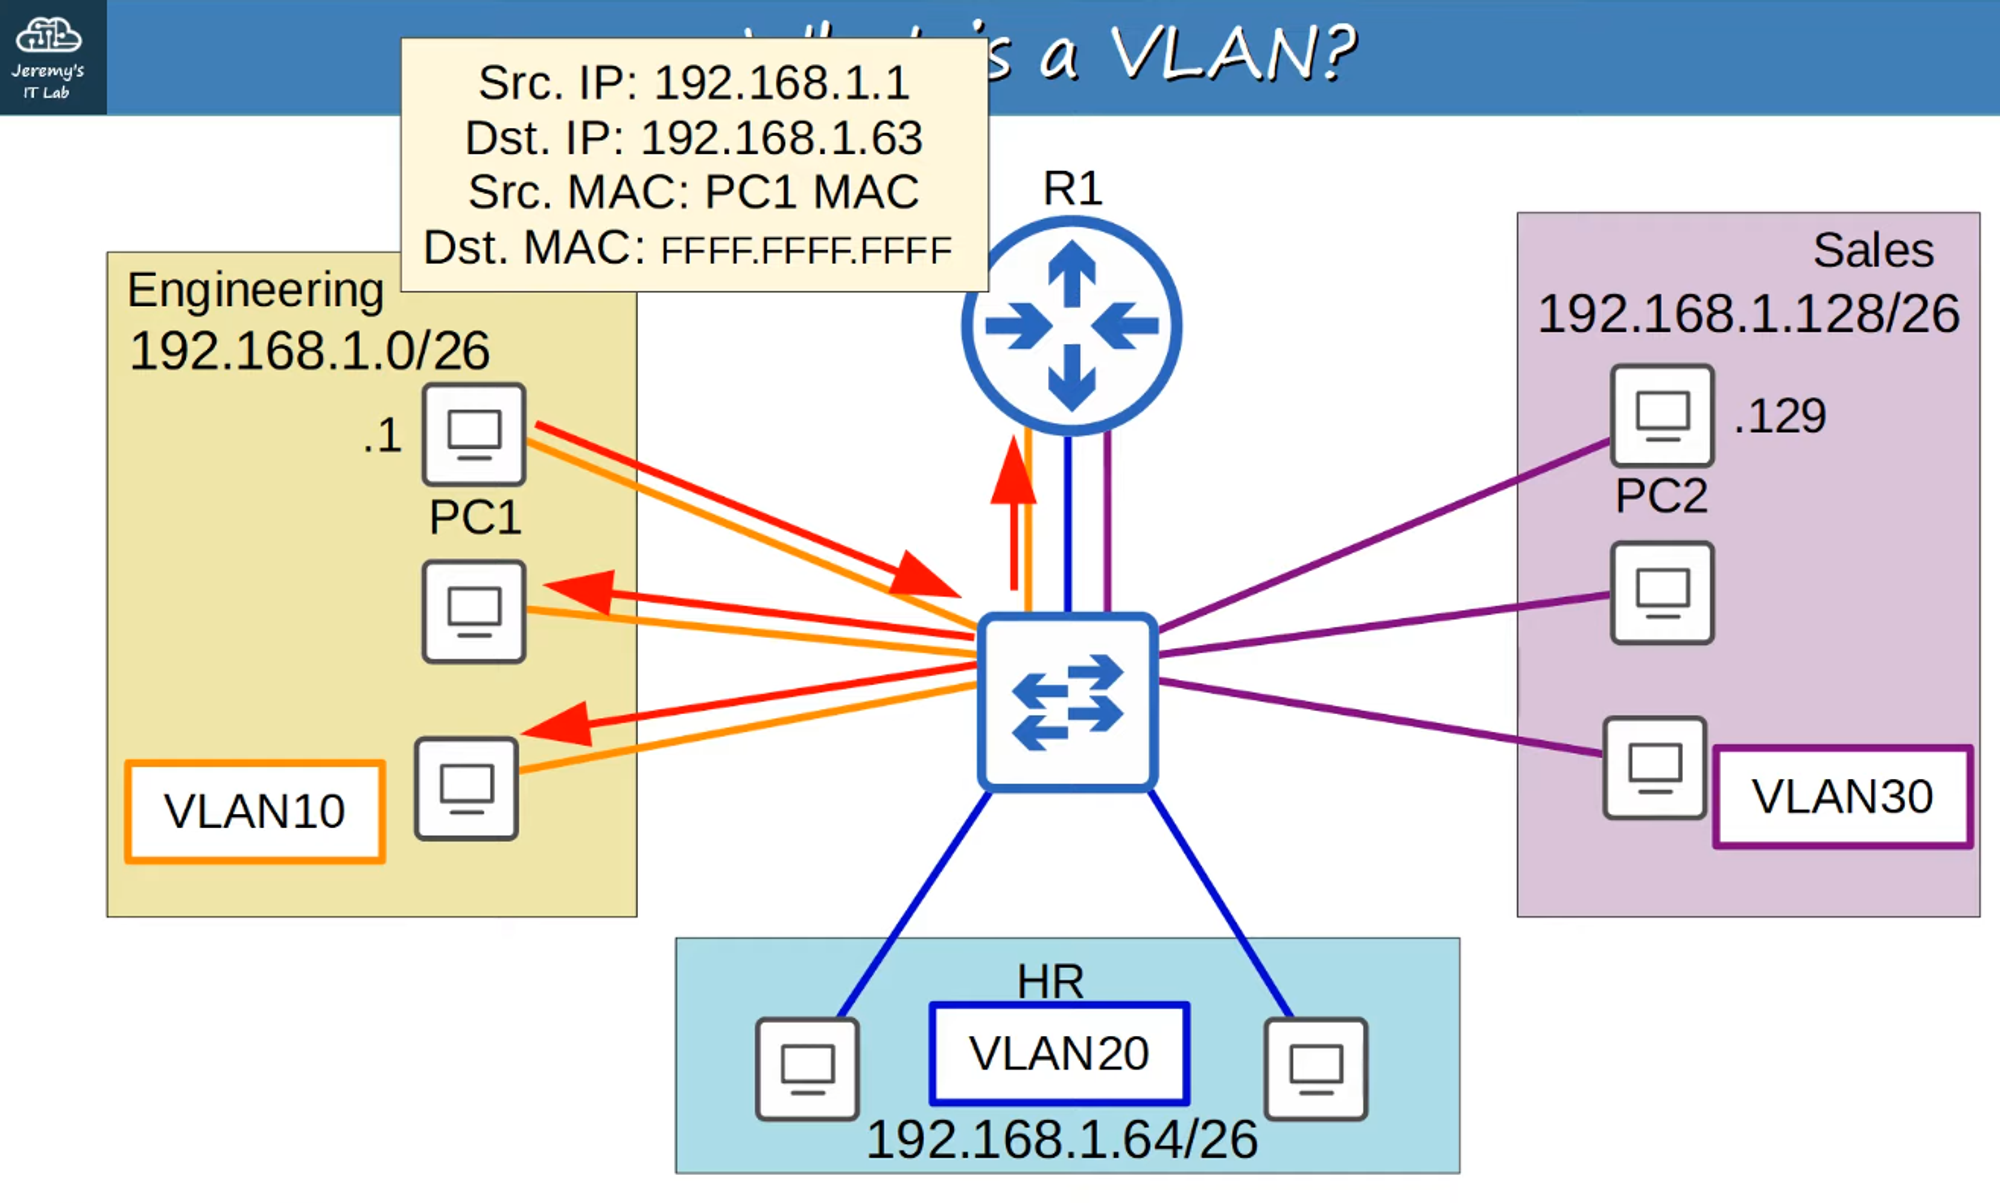 Jeremy's
IT Lab
is a VLAN?
Src. IP: 192.168.1.1
Dst. IP: 192.168.1.63
Src. MAC: PC1 MAC
Dst. MAC: FFFF.FFFF.FFFF
R1
Engineering
192.168.1.0/26
.1
PC1
VLAN10
Sales
192.168.1.128/26
.129
PC2
VLAN30
HR
VLAN20
192.168.1.64/26